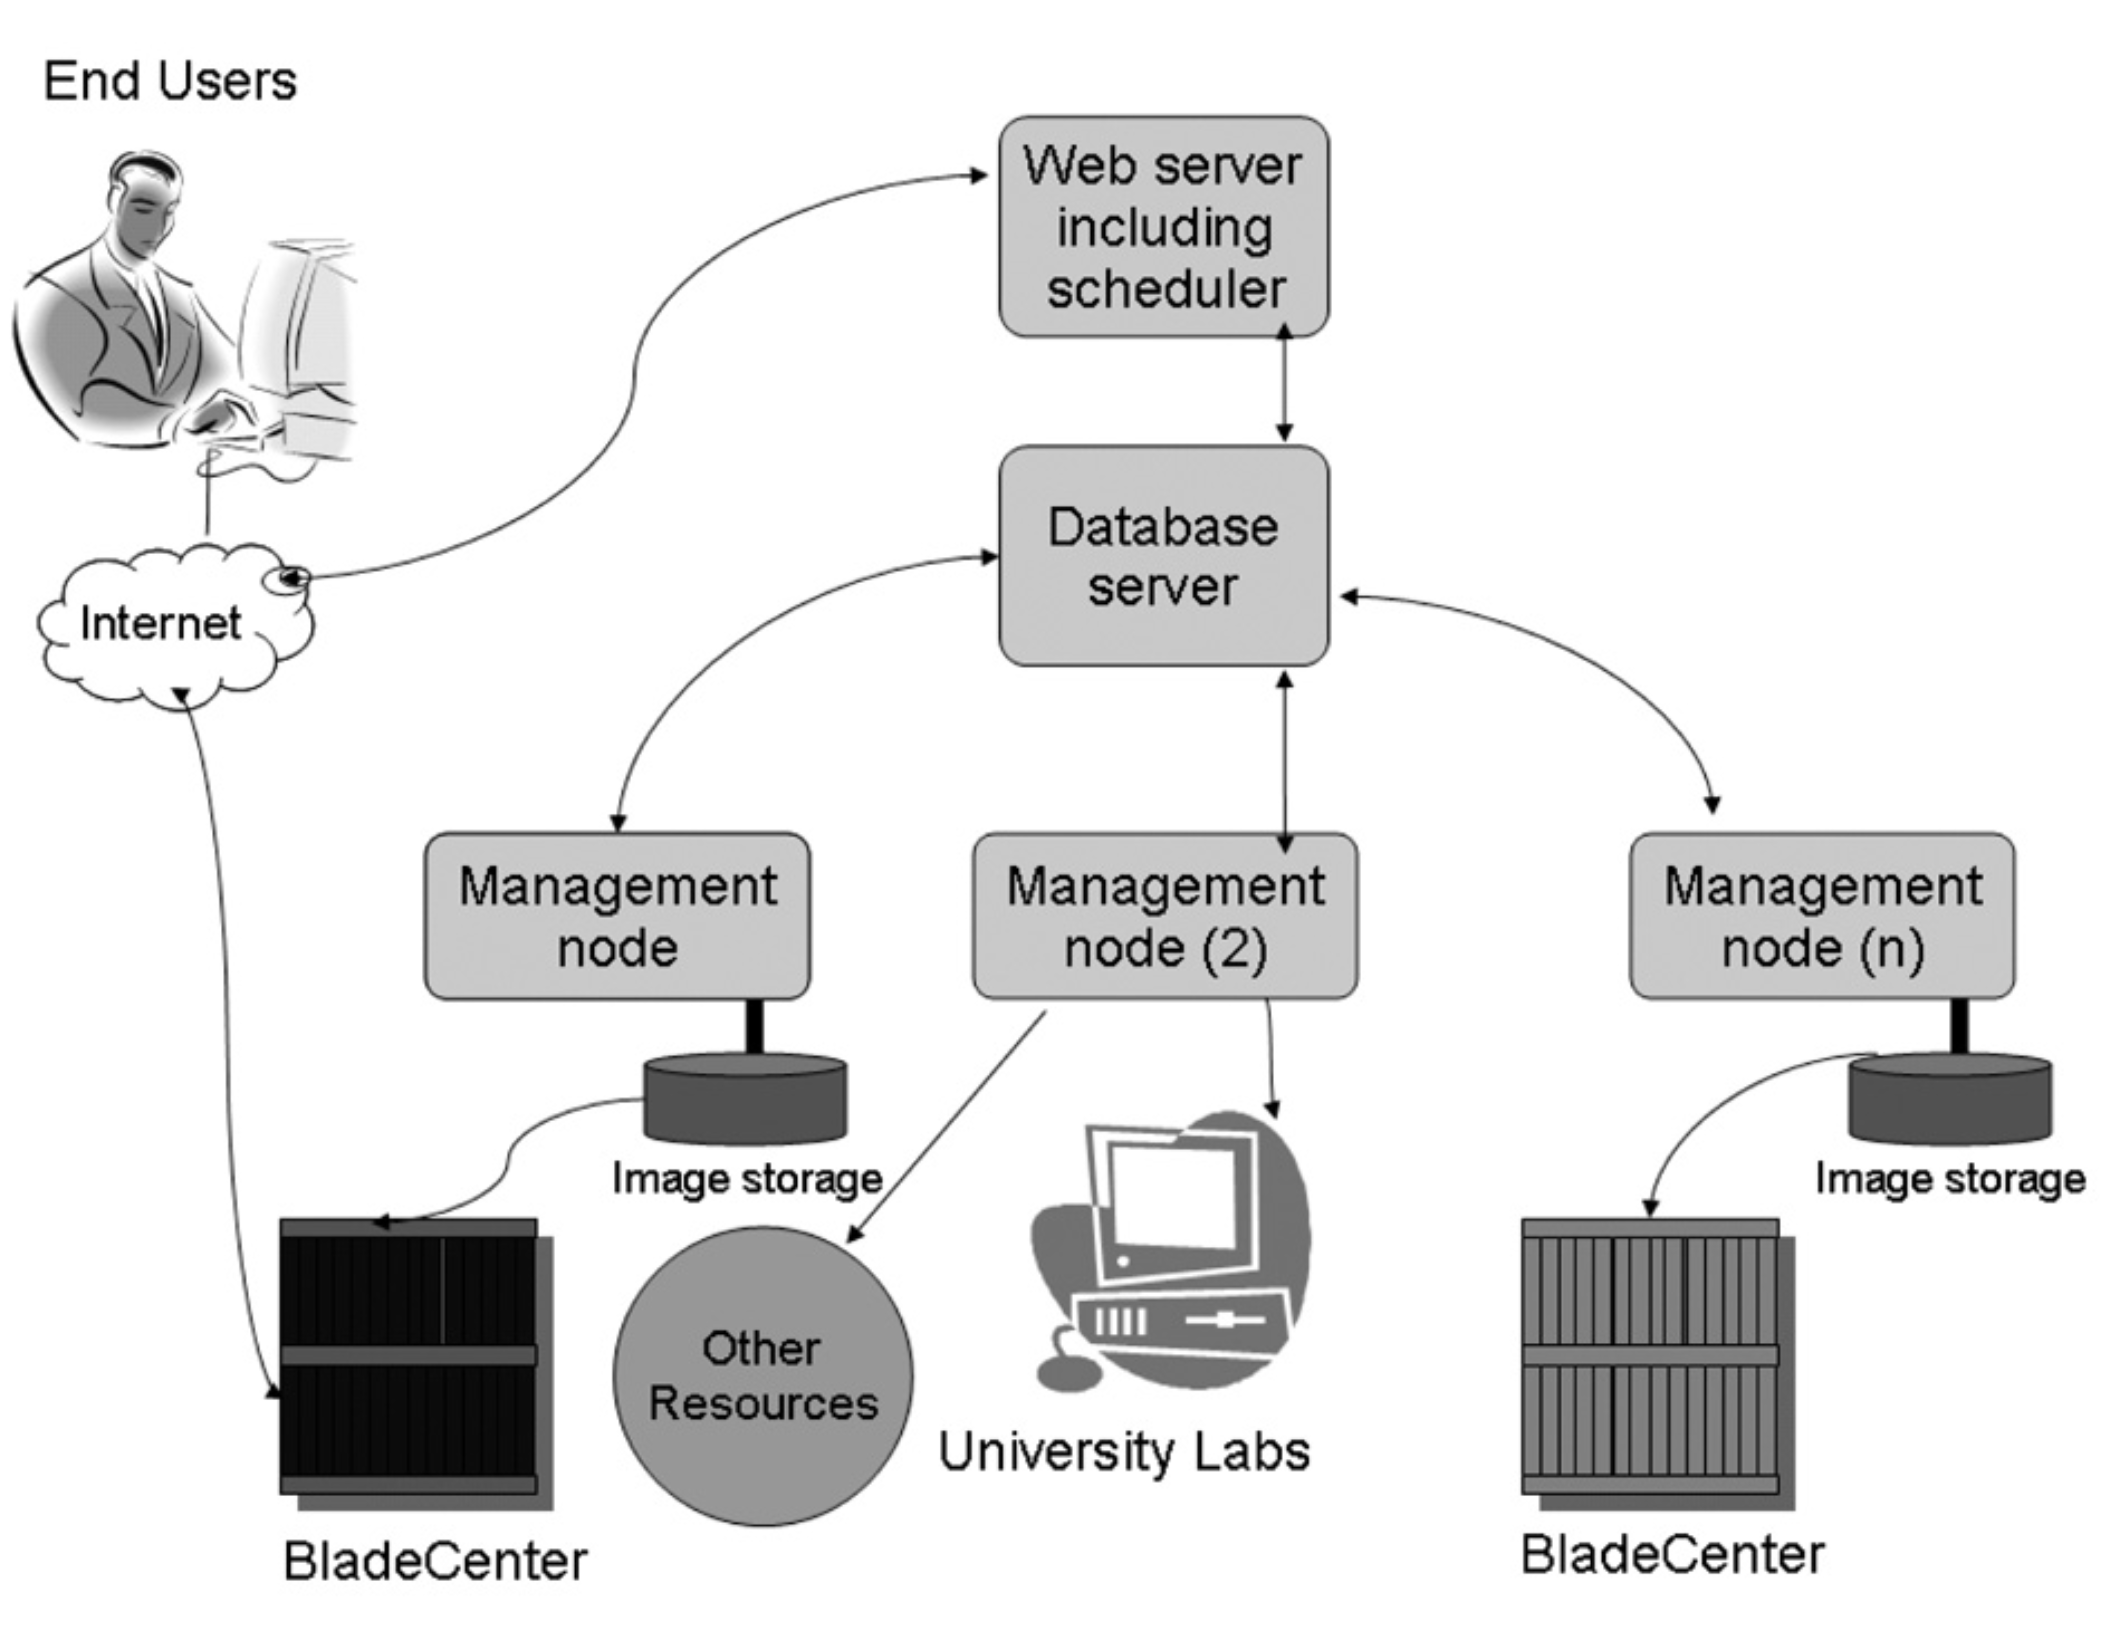 End Users
Web server
including
scheduler
Database
server
Internet
Management
node
Management
node (2)
Management
node (n)
Image storage
Image storage
Other
Resources
University Labs
BladeCenter
BladeCenter